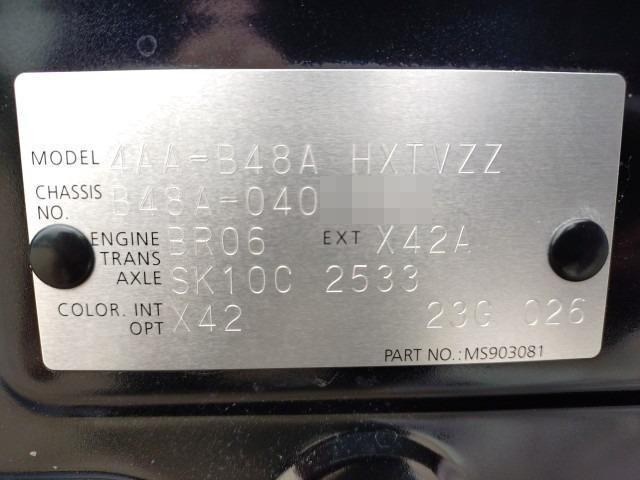 MODEL 4AA-B48A HXTVZZ
CHASSIS NO. B48A-040
ENGINE BR06 EXT X42A
TRANS AXLE SK10C 2533
COLOR. INT OPT X42 23G 026
PART NO.:MS903081